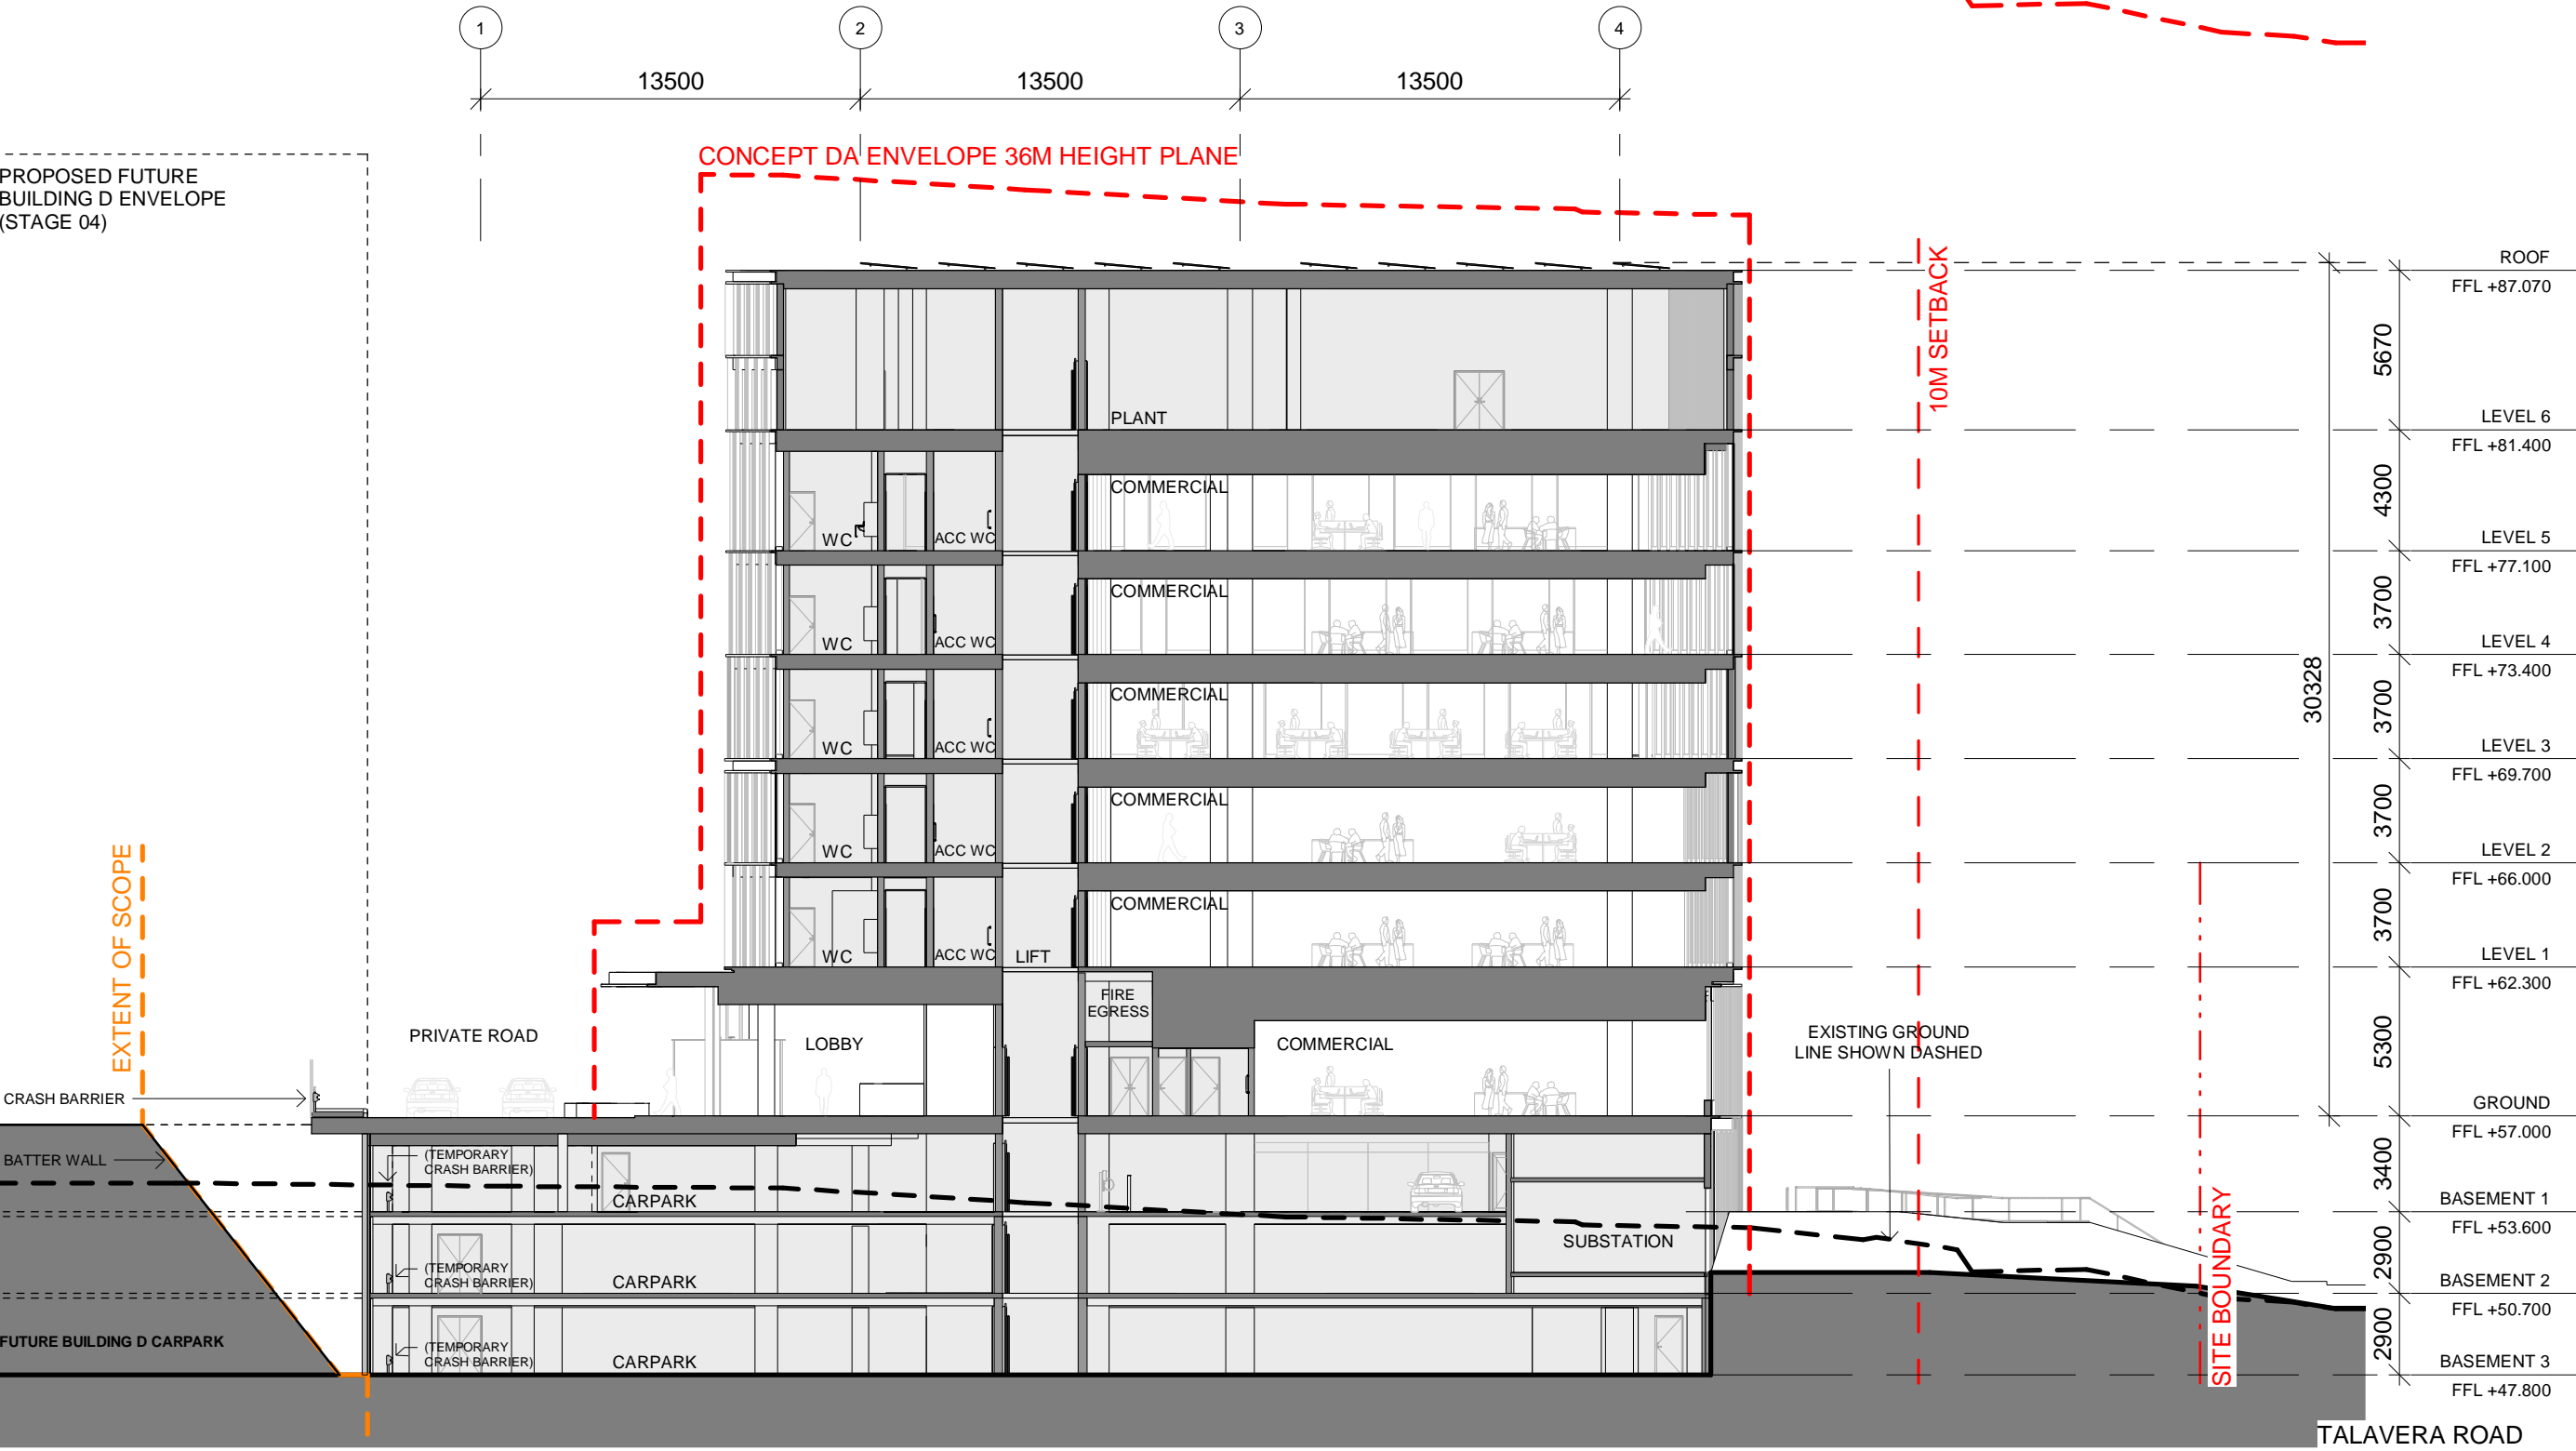 1
2
3
4
13500
13500
13500
CONCEPT DA ENVELOPE 36M HEIGHT PLANE
PROPOSED FUTURE
BUILDING D ENVELOPE
(STAGE 04)
10M SETBACK
ROOF
FFL +87.070
5670
PLANT
LEVEL 6
FFL +81.400
4300
COMMERCIAL
WC
ACC WC
LEVEL 5
FFL +77.100
3700
COMMERCIAL
WC
ACC WC
LEVEL 4
FFL +73.400
30328
3700
COMMERCIAL
WC
ACC WC
LEVEL 3
FFL +69.700
3700
COMMERCIAL
WC
ACC WC
LEVEL 2
FFL +66.000
3700
COMMERCIAL
WC
ACC WC
LIFT
LEVEL 1
FFL +62.300
EXTENT OF SCOPE
FIRE
EGRESS
PRIVATE ROAD
LOBBY
COMMERCIAL
EXISTING GROUND
LINE SHOWN DASHED
5300
CRASH BARRIER
GROUND
FFL +57.000
BATTER WALL
(TEMPORARY
CRASH BARRIER)
CARPARK
3400
BASEMENT 1
FFL +53.600
SUBSTATION
SITE BOUNDARY
(TEMPORARY
CRASH BARRIER)
CARPARK
2900
BASEMENT 2
FFL +50.700
FUTURE BUILDING D CARPARK
(TEMPORARY
CRASH BARRIER)
CARPARK
2900
BASEMENT 3
FFL +47.800
TALAVERA ROAD